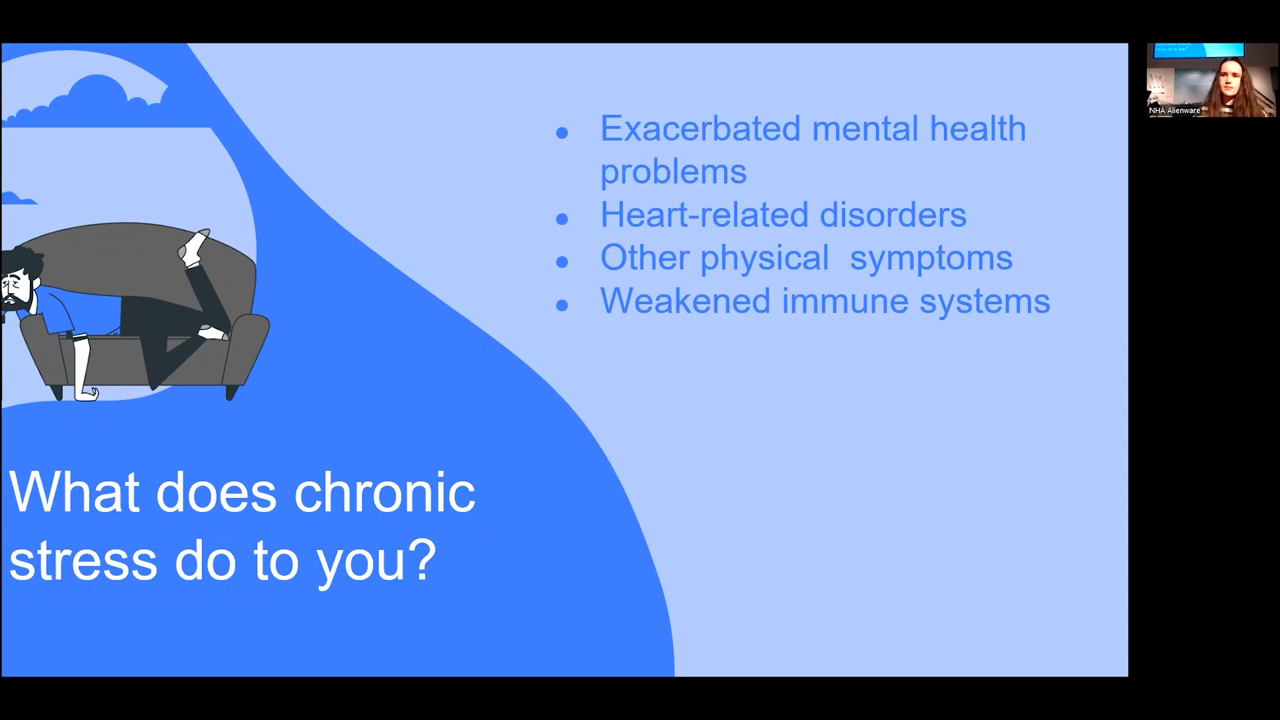 What does chronic
stress do to you?
● Exacerbated mental health
problems
● Heart-related disorders
● Other physical  symptoms
● Weakened immune systems
NHA Alienware